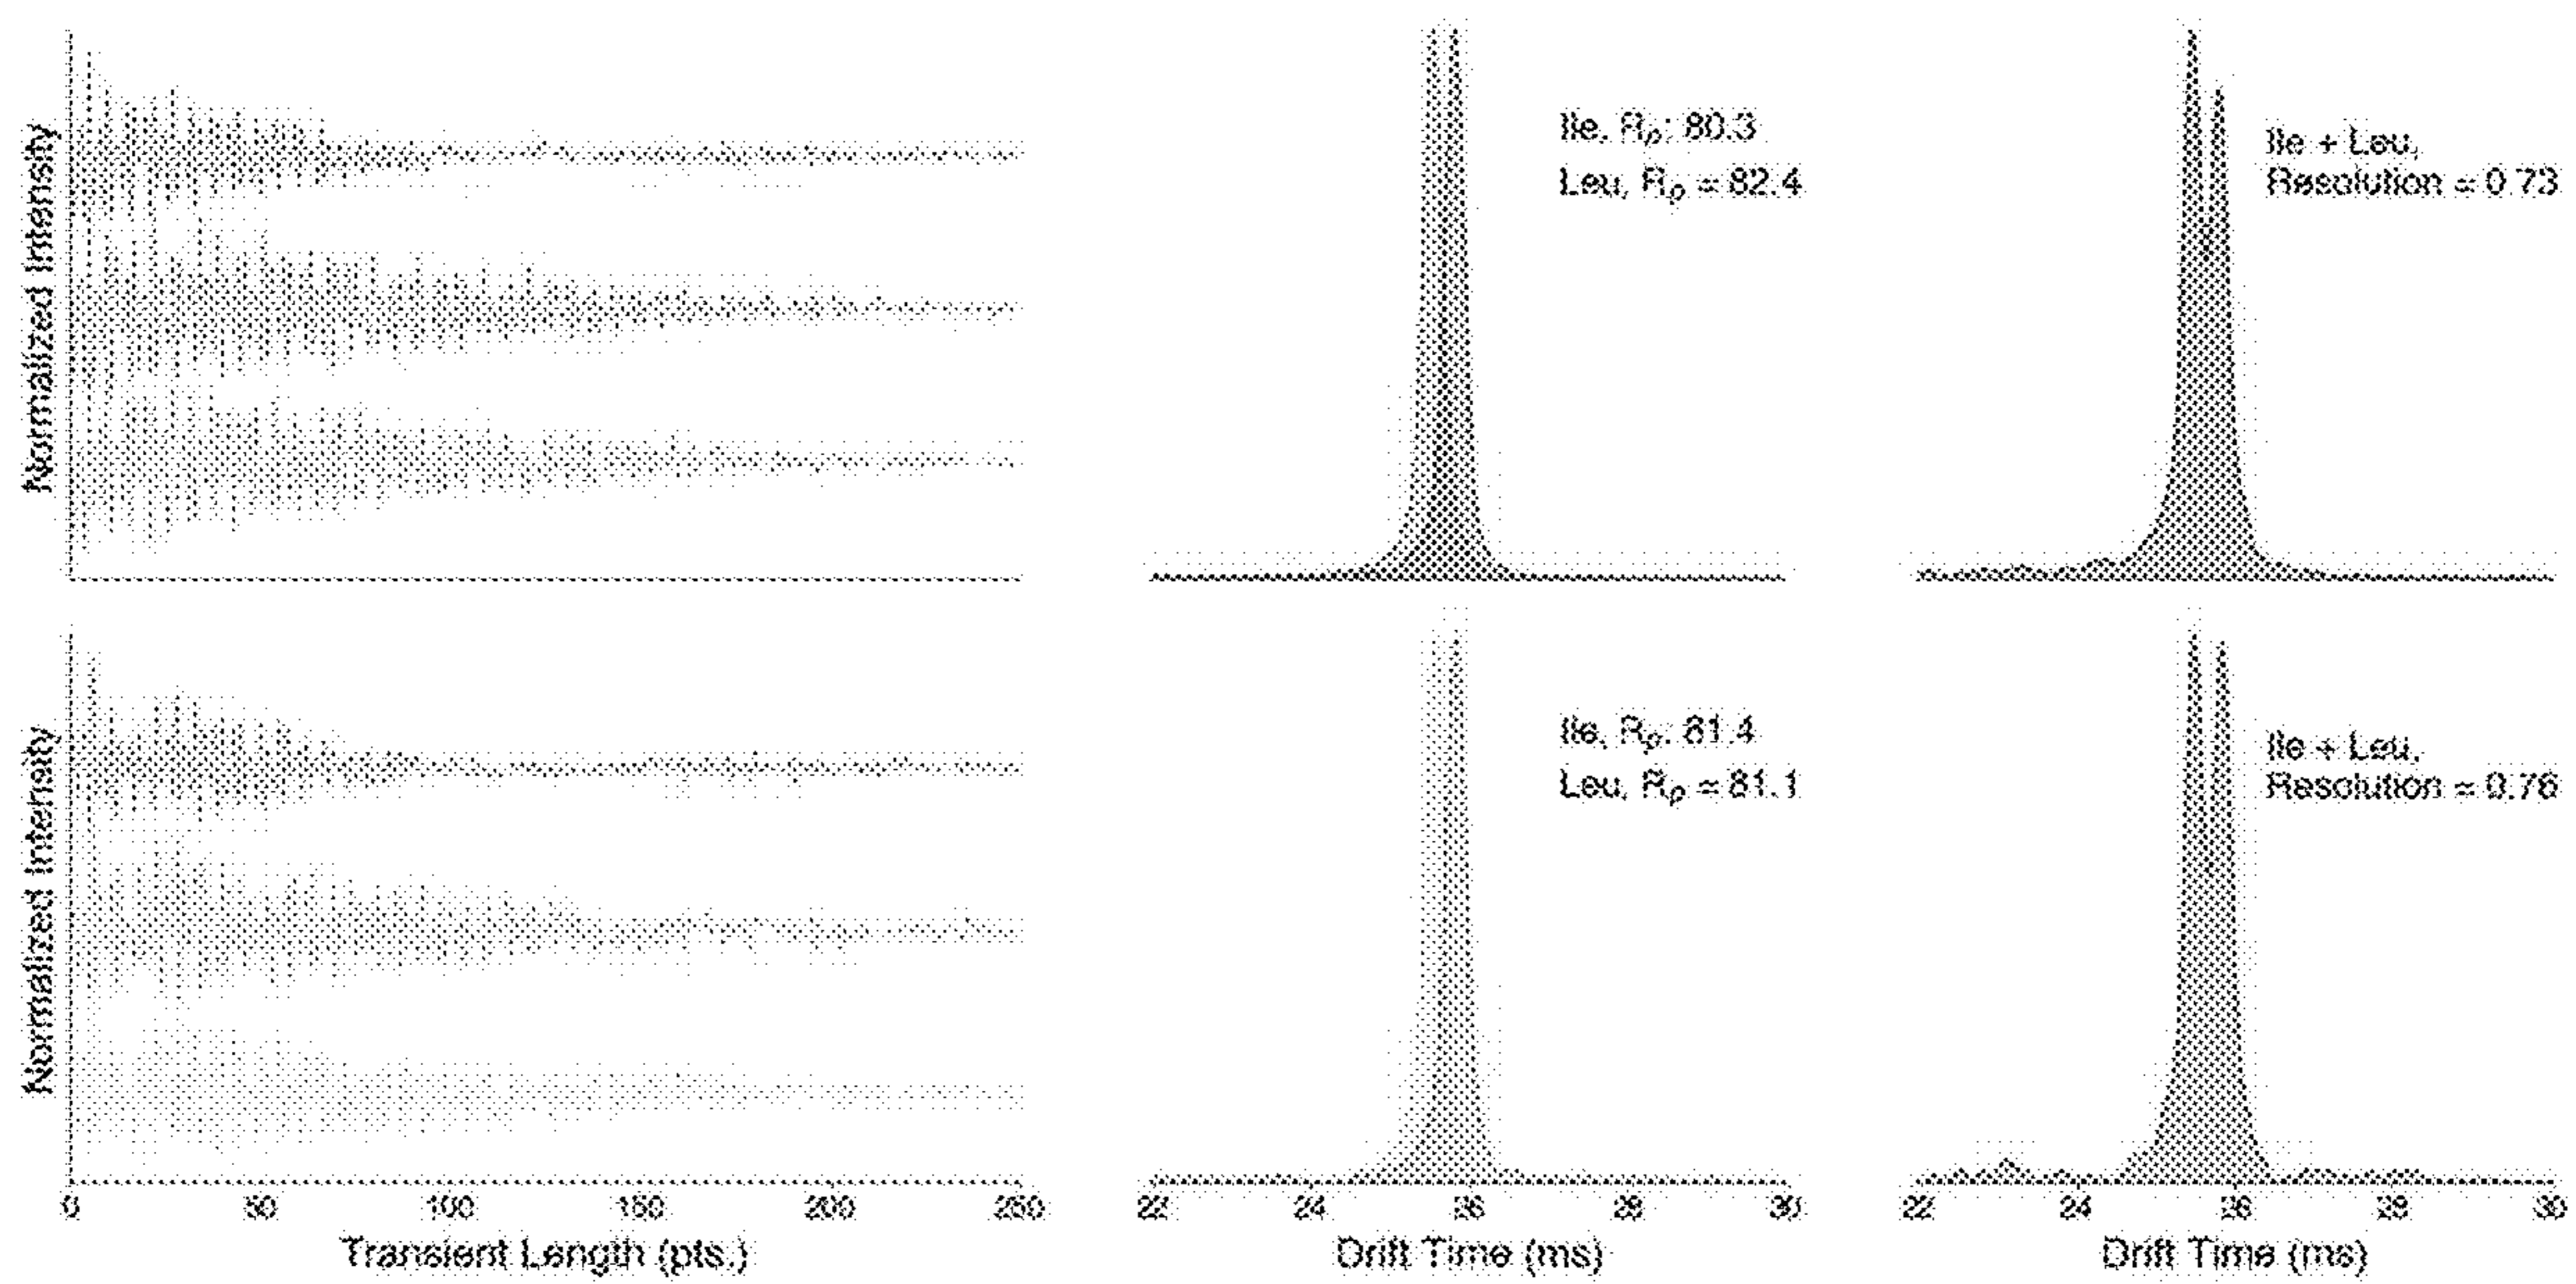 Normalized Intensity
Ile, Rp: 80.3
Leu, Rp = 82.4
Ile + Leu,
Resolution = 0.73
Normalized Intensity
Ile, Rp: 81.4
Leu, Rp = 81.1
Ile + Leu,
Resolution = 0.76
0 50 100 150 200 250
22 24 26 28 30
22 24 26 28 30
Transient Length (pts.)
Drift Time (ms)
Drift Time (ms)